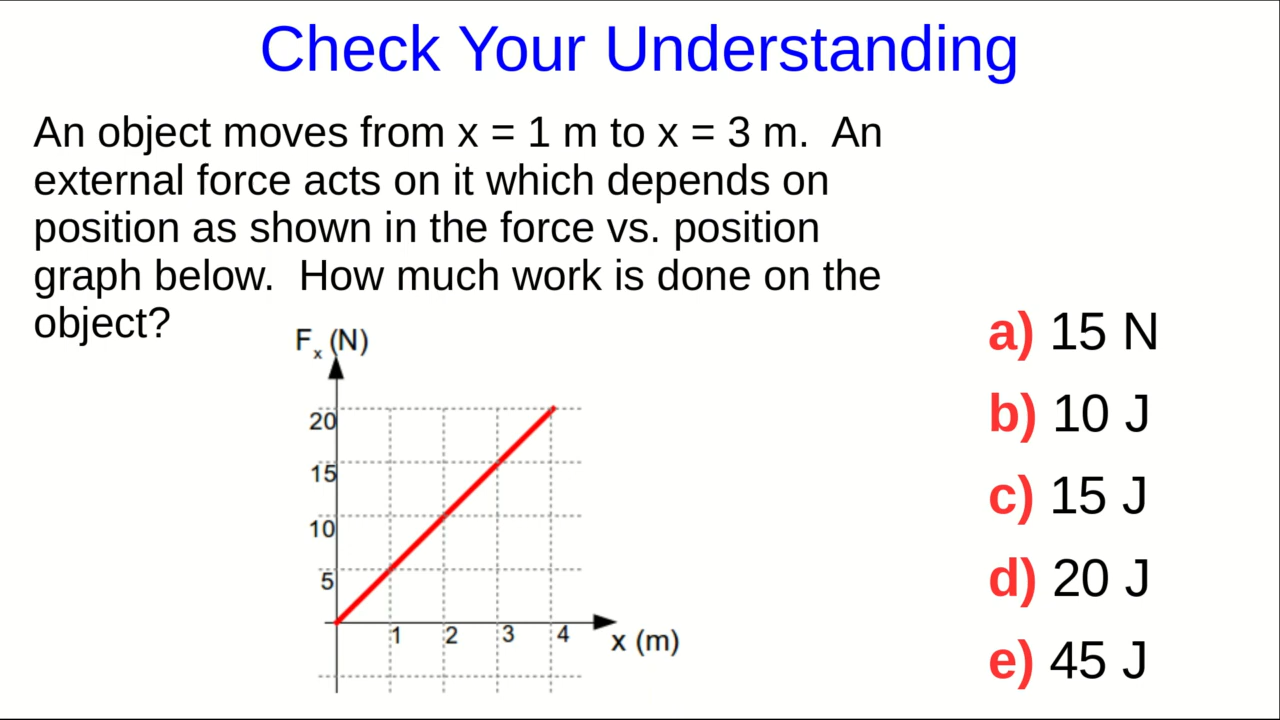 Check Your Understanding
An object moves from x = 1 m to x = 3 m.  An
external force acts on it which depends on
position as shown in the force vs. position
graph below.  How much work is done on the
object?
Fₓ (N)
20
15
10
5
1 2 3 4
x (m)
a) 15 N
b) 10 J
c) 15 J
d) 20 J
e) 45 J